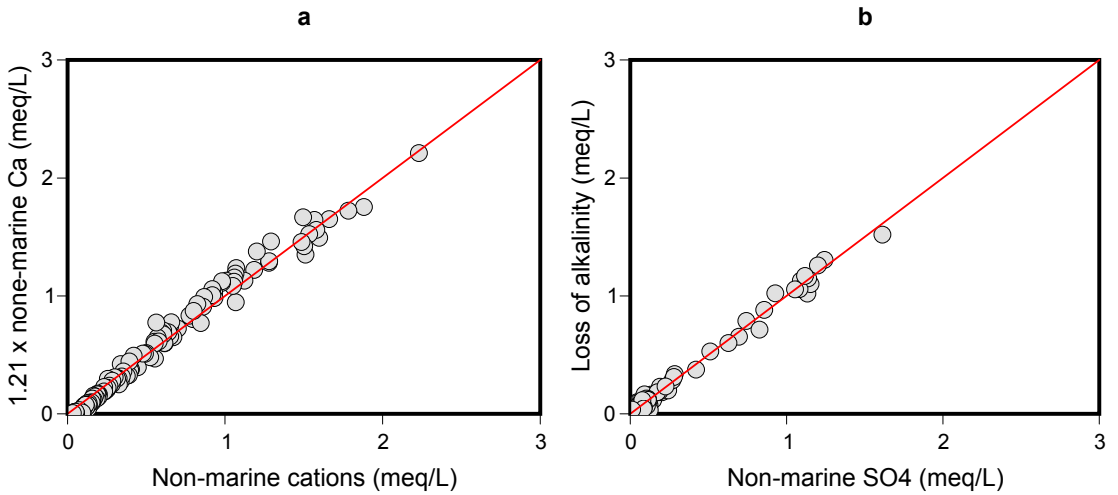 a
b
3
2
1
0
0
1
2
3
1.21 x none-marine Ca (meq/L)
Non-marine cations (meq/L)
3
2
1
0
0
1
2
3
Loss of alkalinity (meq/L)
Non-marine SO4 (meq/L)